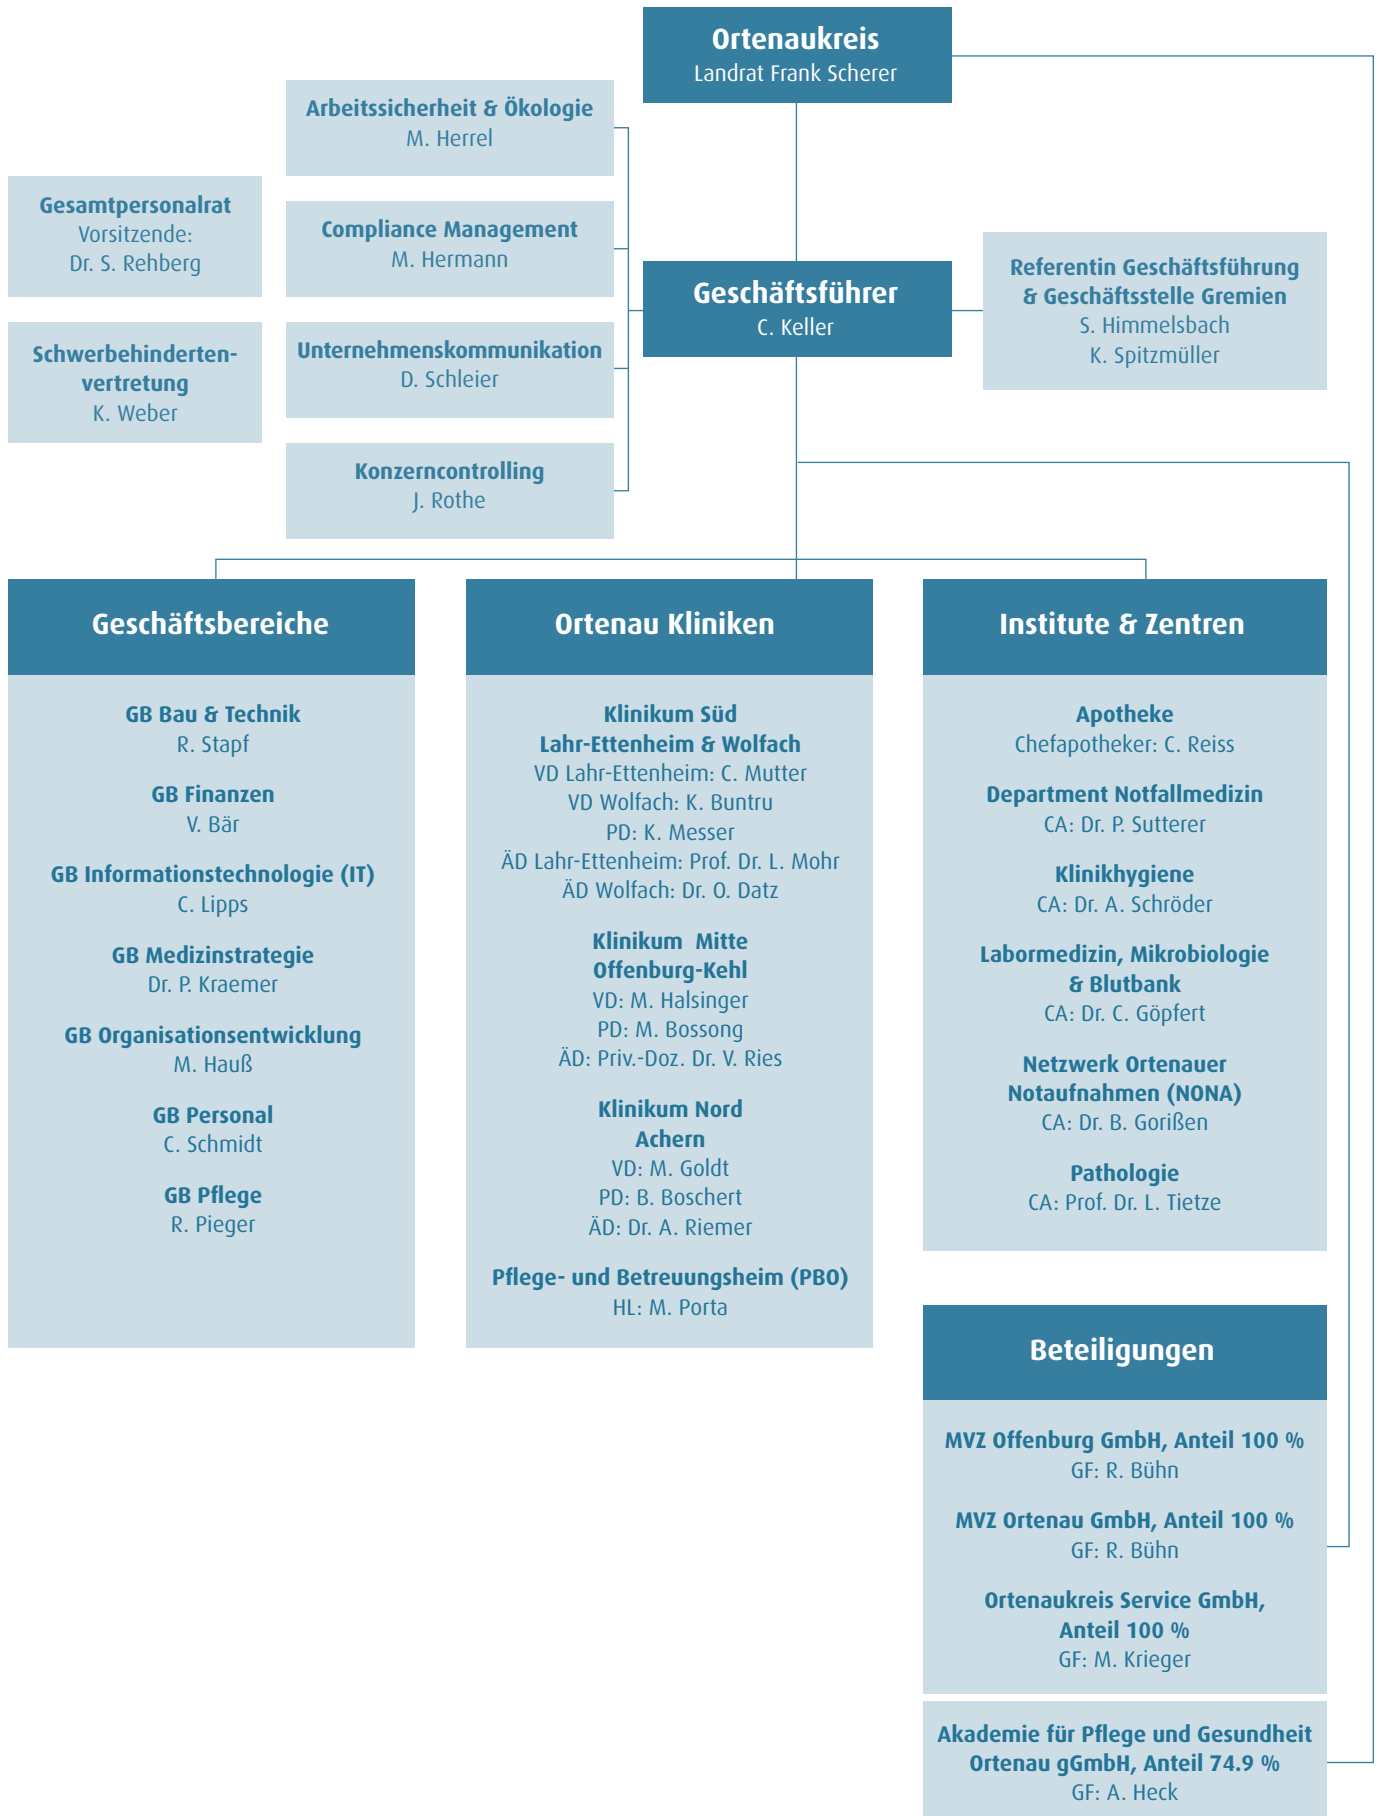 Ortenaukreis
Landrat Frank Scherer
Arbeitssicherheit & Ökologie
M. Herrel
Gesamtpersonalrat
Vorsitzende:
Dr. S. Rehberg
Compliance Management
M. Hermann
Geschäftsführer
C. Keller
Referentin Geschäftsführung
& Geschäftsstelle Gremien
S. Himmelsbach
K. Spitzmüller
Schwerbehinderten-
vertretung
K. Weber
Unternehmenskommunikation
D. Schleier
Konzerncontrolling
J. Rothe
Geschäftsbereiche
GB Bau & Technik
R. Stapf
GB Finanzen
V. Bär
GB Informationstechnologie (IT)
C. Lipps
GB Medizinstrategie
Dr. P. Kraemer
GB Organisationsentwicklung
M. Hauß
GB Personal
C. Schmidt
GB Pflege
R. Pieger
Ortenau Kliniken
Klinikum Süd
Lahr-Ettenheim & Wolfach
VD Lahr-Ettenheim: C. Mutter
VD Wolfach: K. Buntru
PD: K. Messer
ÄD Lahr-Ettenheim: Prof. Dr. L. Mohr
ÄD Wolfach: Dr. O. Datz
Klinikum Mitte
Offenburg-Kehl
VD: M. Halsinger
PD: M. Bossong
ÄD: Priv.-Doz. Dr. V. Ries
Klinikum Nord
Achern
VD: M. Goldt
PD: B. Boschert
ÄD: Dr. A. Riemer
Pflege- und Betreuungsheim (PBO)
HL: M. Porta
Institute & Zentren
Apotheke
Chefapotheker: C. Reiss
Department Notfallmedizin
CA: Dr. P. Sutterer
Klinikhygiene
CA: Dr. A. Schröder
Labormedizin, Mikrobiologie
& Blutbank
CA: Dr. C. Göpfert
Netzwerk Ortenauer
Notaufnahmen (NONA)
CA: Dr. B. Gorißen
Pathologie
CA: Prof. Dr. L. Tietze
Beteiligungen
MVZ Offenburg GmbH, Anteil 100 %
GF: R. Bühn
MVZ Ortenau GmbH, Anteil 100 %
GF: R. Bühn
Ortenaukreis Service GmbH,
Anteil 100 %
GF: M. Krieger
Akademie für Pflege und Gesundheit
Ortenau gGmbH, Anteil 74.9 %
GF: A. Heck